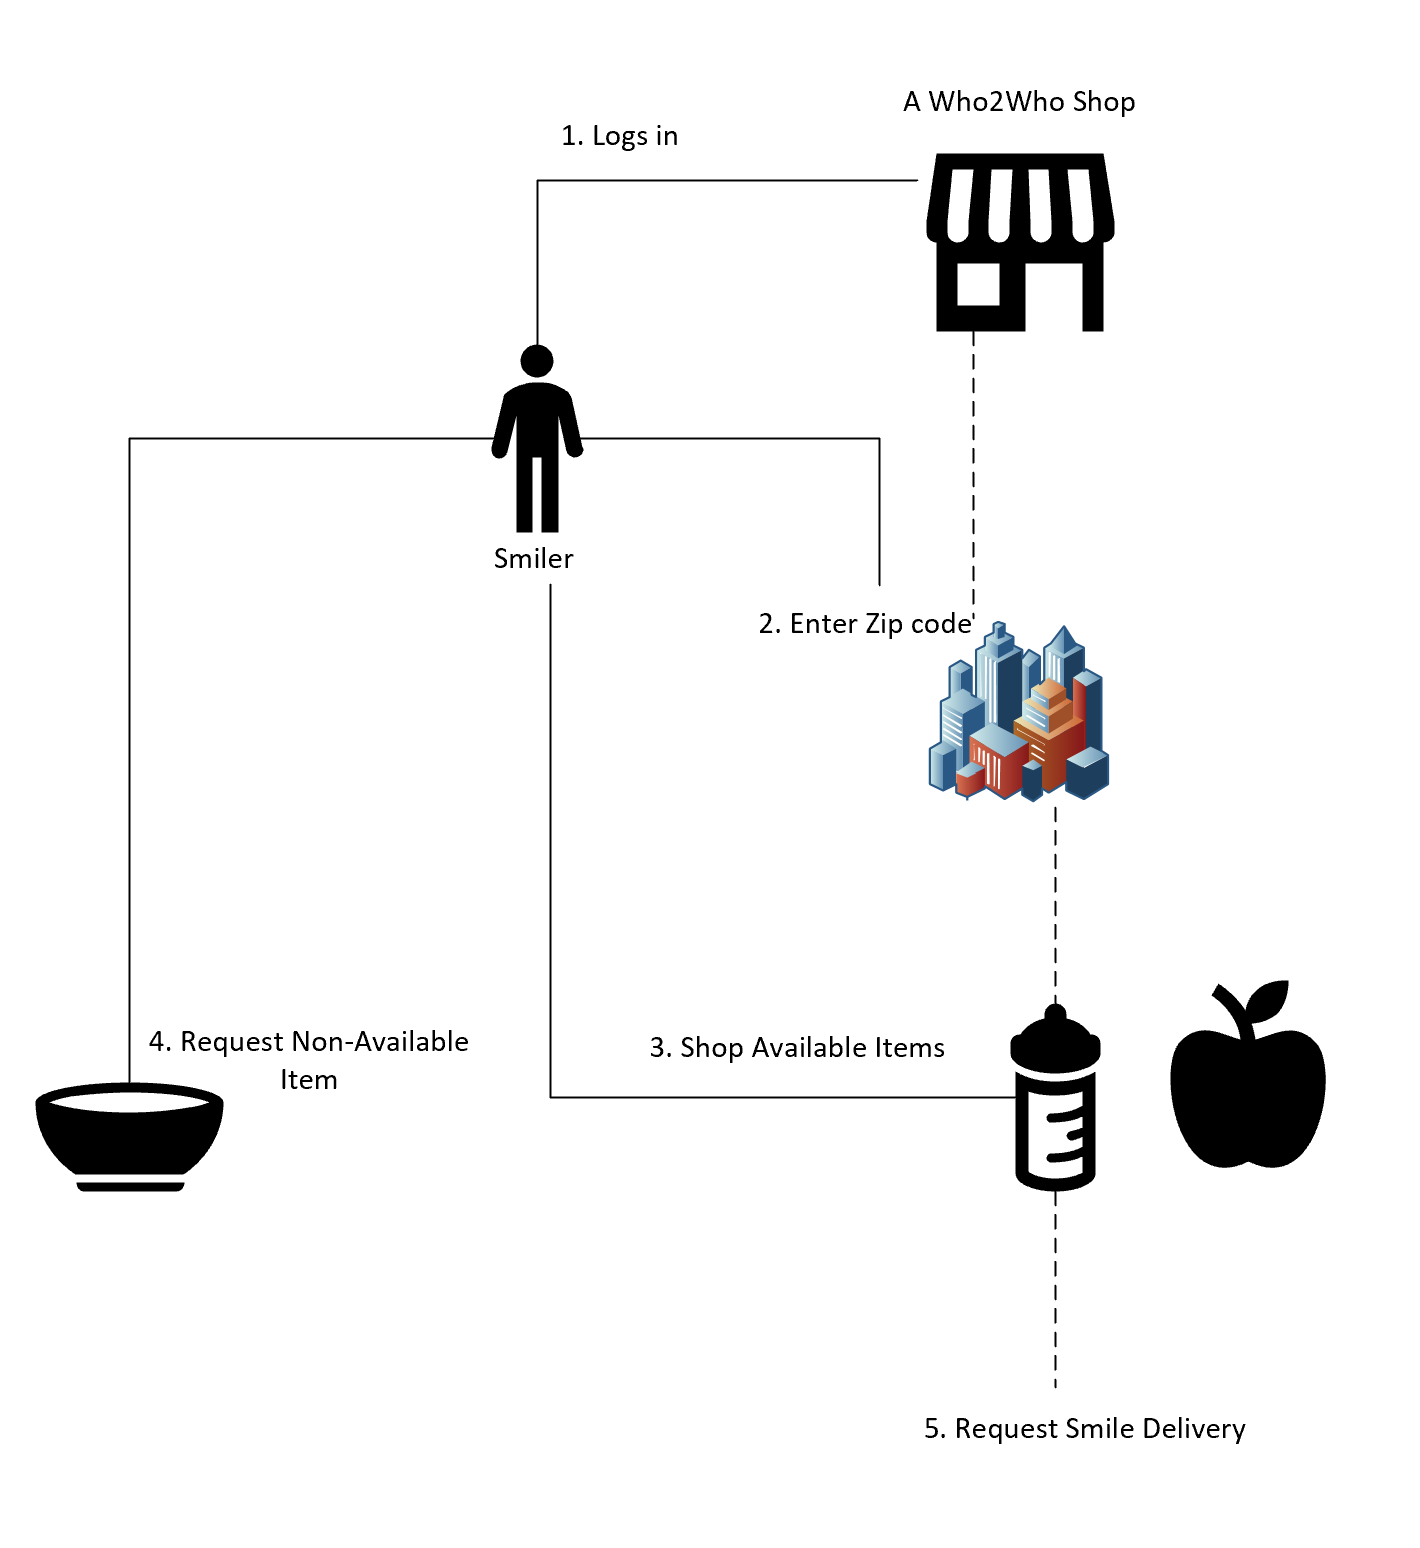 A Who2Who Shop
1. Logs in
Smiler
2. Enter Zip code
4. Request Non-Available
Item
3. Shop Available Items
5. Request Smile Delivery